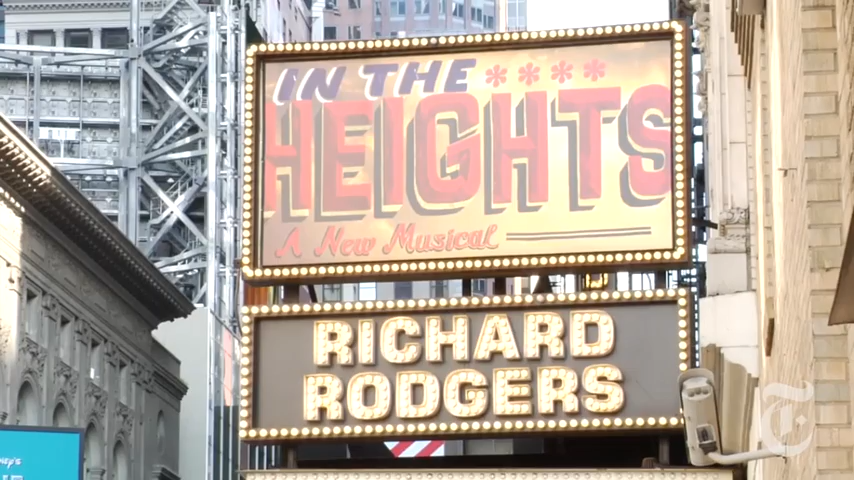 IN THE ****
HEIGHTS
A New Musical
RICHARD
RODGERS